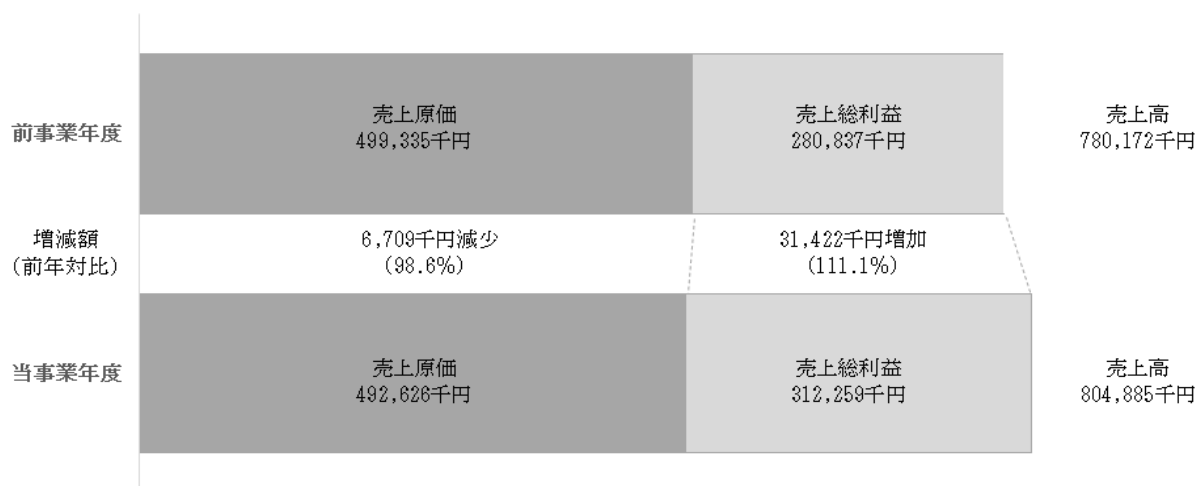 前事業年度
売上原価
499,335千円
売上総利益
280,837千円
売上高
780,172千円
増減額
(前年対比)
6,709千円減少
(98.6%)
31,422千円増加
(111.1%)
当事業年度
売上原価
492,626千円
売上総利益
312,259千円
売上高
804,885千円